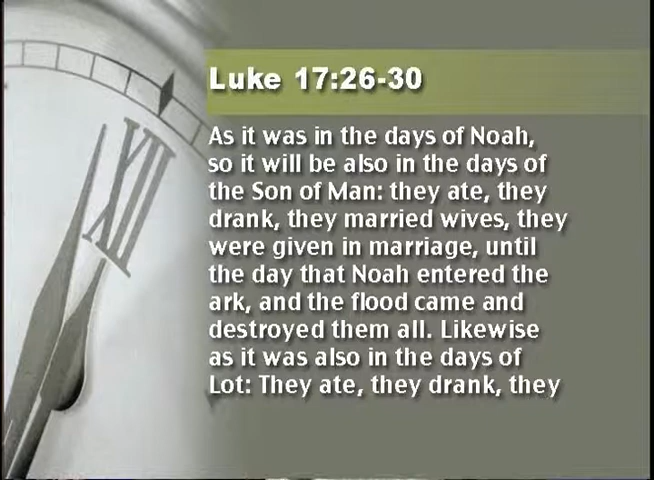 XII
Luke 17:26-30
As it was in the days of Noah,
so it will be also in the days of
the Son of Man: they ate, they
drank, they married wives, they
were given in marriage, until
the day that Noah entered the
ark, and the flood came and
destroyed them all. Likewise
as it was also in the days of
Lot: They ate, they drank, they